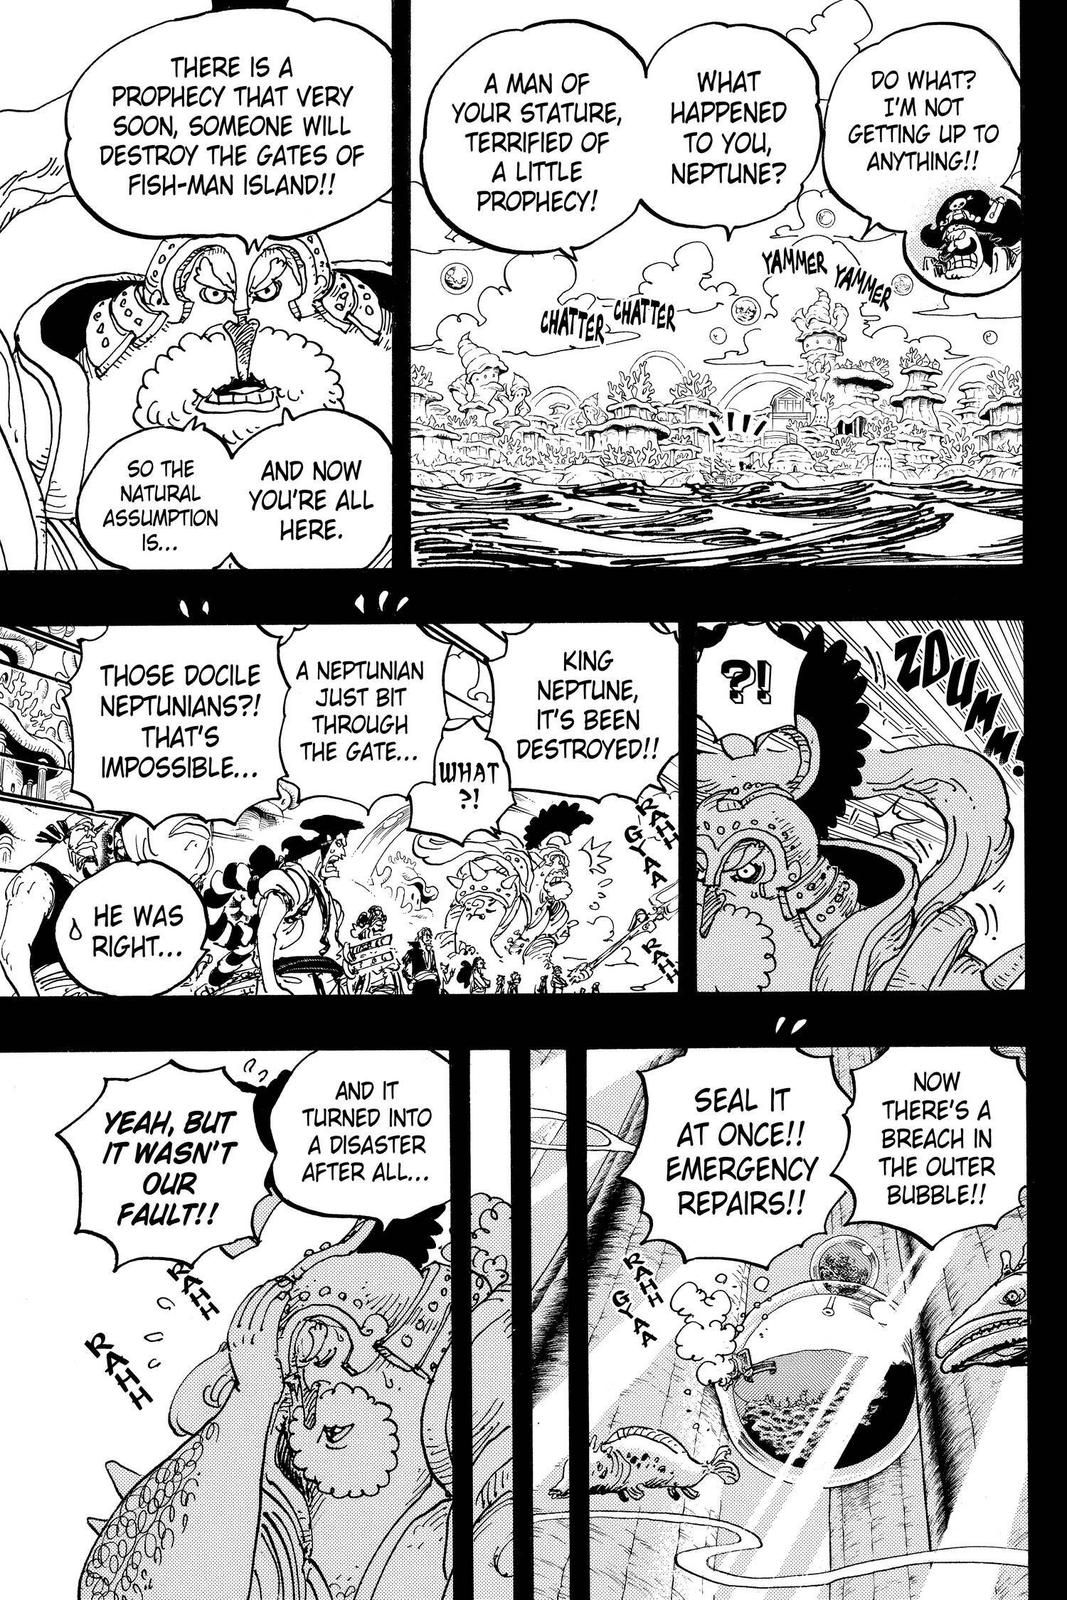 DO WHAT?
I'M NOT
GETTING UP TO
ANYTHING!!
WHAT
HAPPENED
TO YOU,
NEPTUNE?
A MAN OF
YOUR STATURE,
TERRIFIED OF
A LITTLE
PROPHECY!
YAMMER YAMMER
CHATTER CHATTER
THERE IS A
PROPHECY THAT VERY
SOON, SOMEONE WILL
DESTROY THE GATES OF
FISH-MAN ISLAND!!
AND NOW
YOU'RE ALL
HERE.
SO THE
NATURAL
ASSUMPTION
IS...
ZDUMM!
?!
KING
NEPTUNE,
IT'S BEEN
DESTROYED!!
WHAT
?!
A NEPTUNIAN
JUST BIT
THROUGH
THE GATE...
THOSE DOCILE
NEPTUNIANS?!
THAT'S
IMPOSSIBLE...
RAHH
GYAA
RAHH
HE WAS
RIGHT...
NOW
THERE'S A
BREACH IN
THE OUTER
BUBBLE!!
SEAL IT
AT ONCE!!
EMERGENCY
REPAIRS!!
RAHH
GYAA
AND IT
TURNED INTO
A DISASTER
AFTER ALL...
YEAH, BUT
IT WASN'T
OUR
FAULT!!
RAHH
RAHH